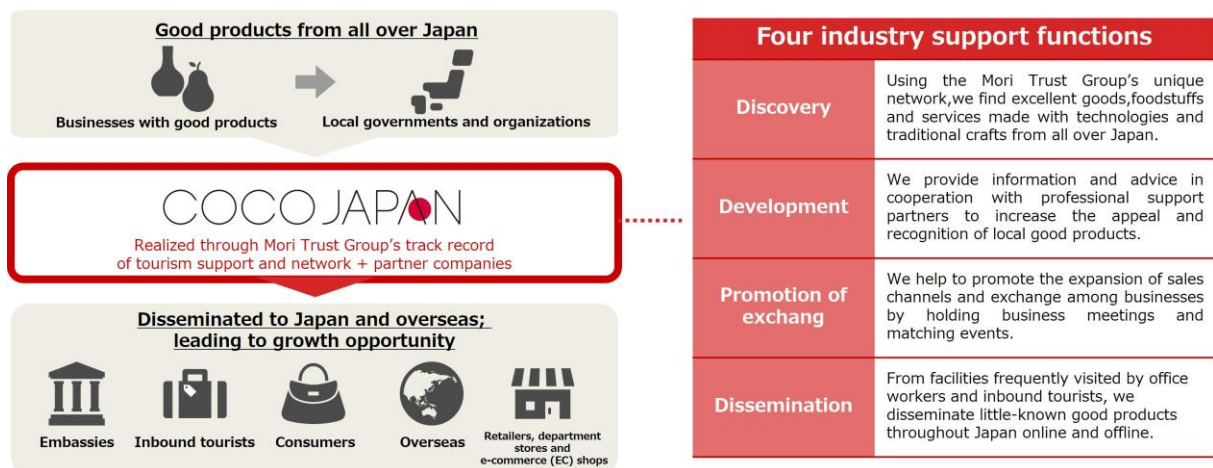 Good products from all over Japan
Businesses with good products
Local governments and organizations
COCO JAPAN
Realized through Mori Trust Group's track record
of tourism support and network + partner companies
Disseminated to Japan and overseas;
leading to growth opportunity
Embassies
Inbound tourists
Consumers
Overseas
Retailers, department
stores and
e-commerce (EC) shops
Four industry support functions
Discovery
Using the Mori Trust Group's unique
network,we find excellent goods,foodstuffs
and services made with technologies and
traditional crafts from all over Japan.
Development
We provide information and advice in
cooperation with professional support
partners to increase the appeal and
recognition of local good products.
Promotion of
exchang
We help to promote the expansion of sales
channels and exchange among businesses
by holding business meetings and
matching events.
Dissemination
From facilities frequently visited by office
workers and inbound tourists, we
disseminate little-known good products
throughout Japan online and offline.